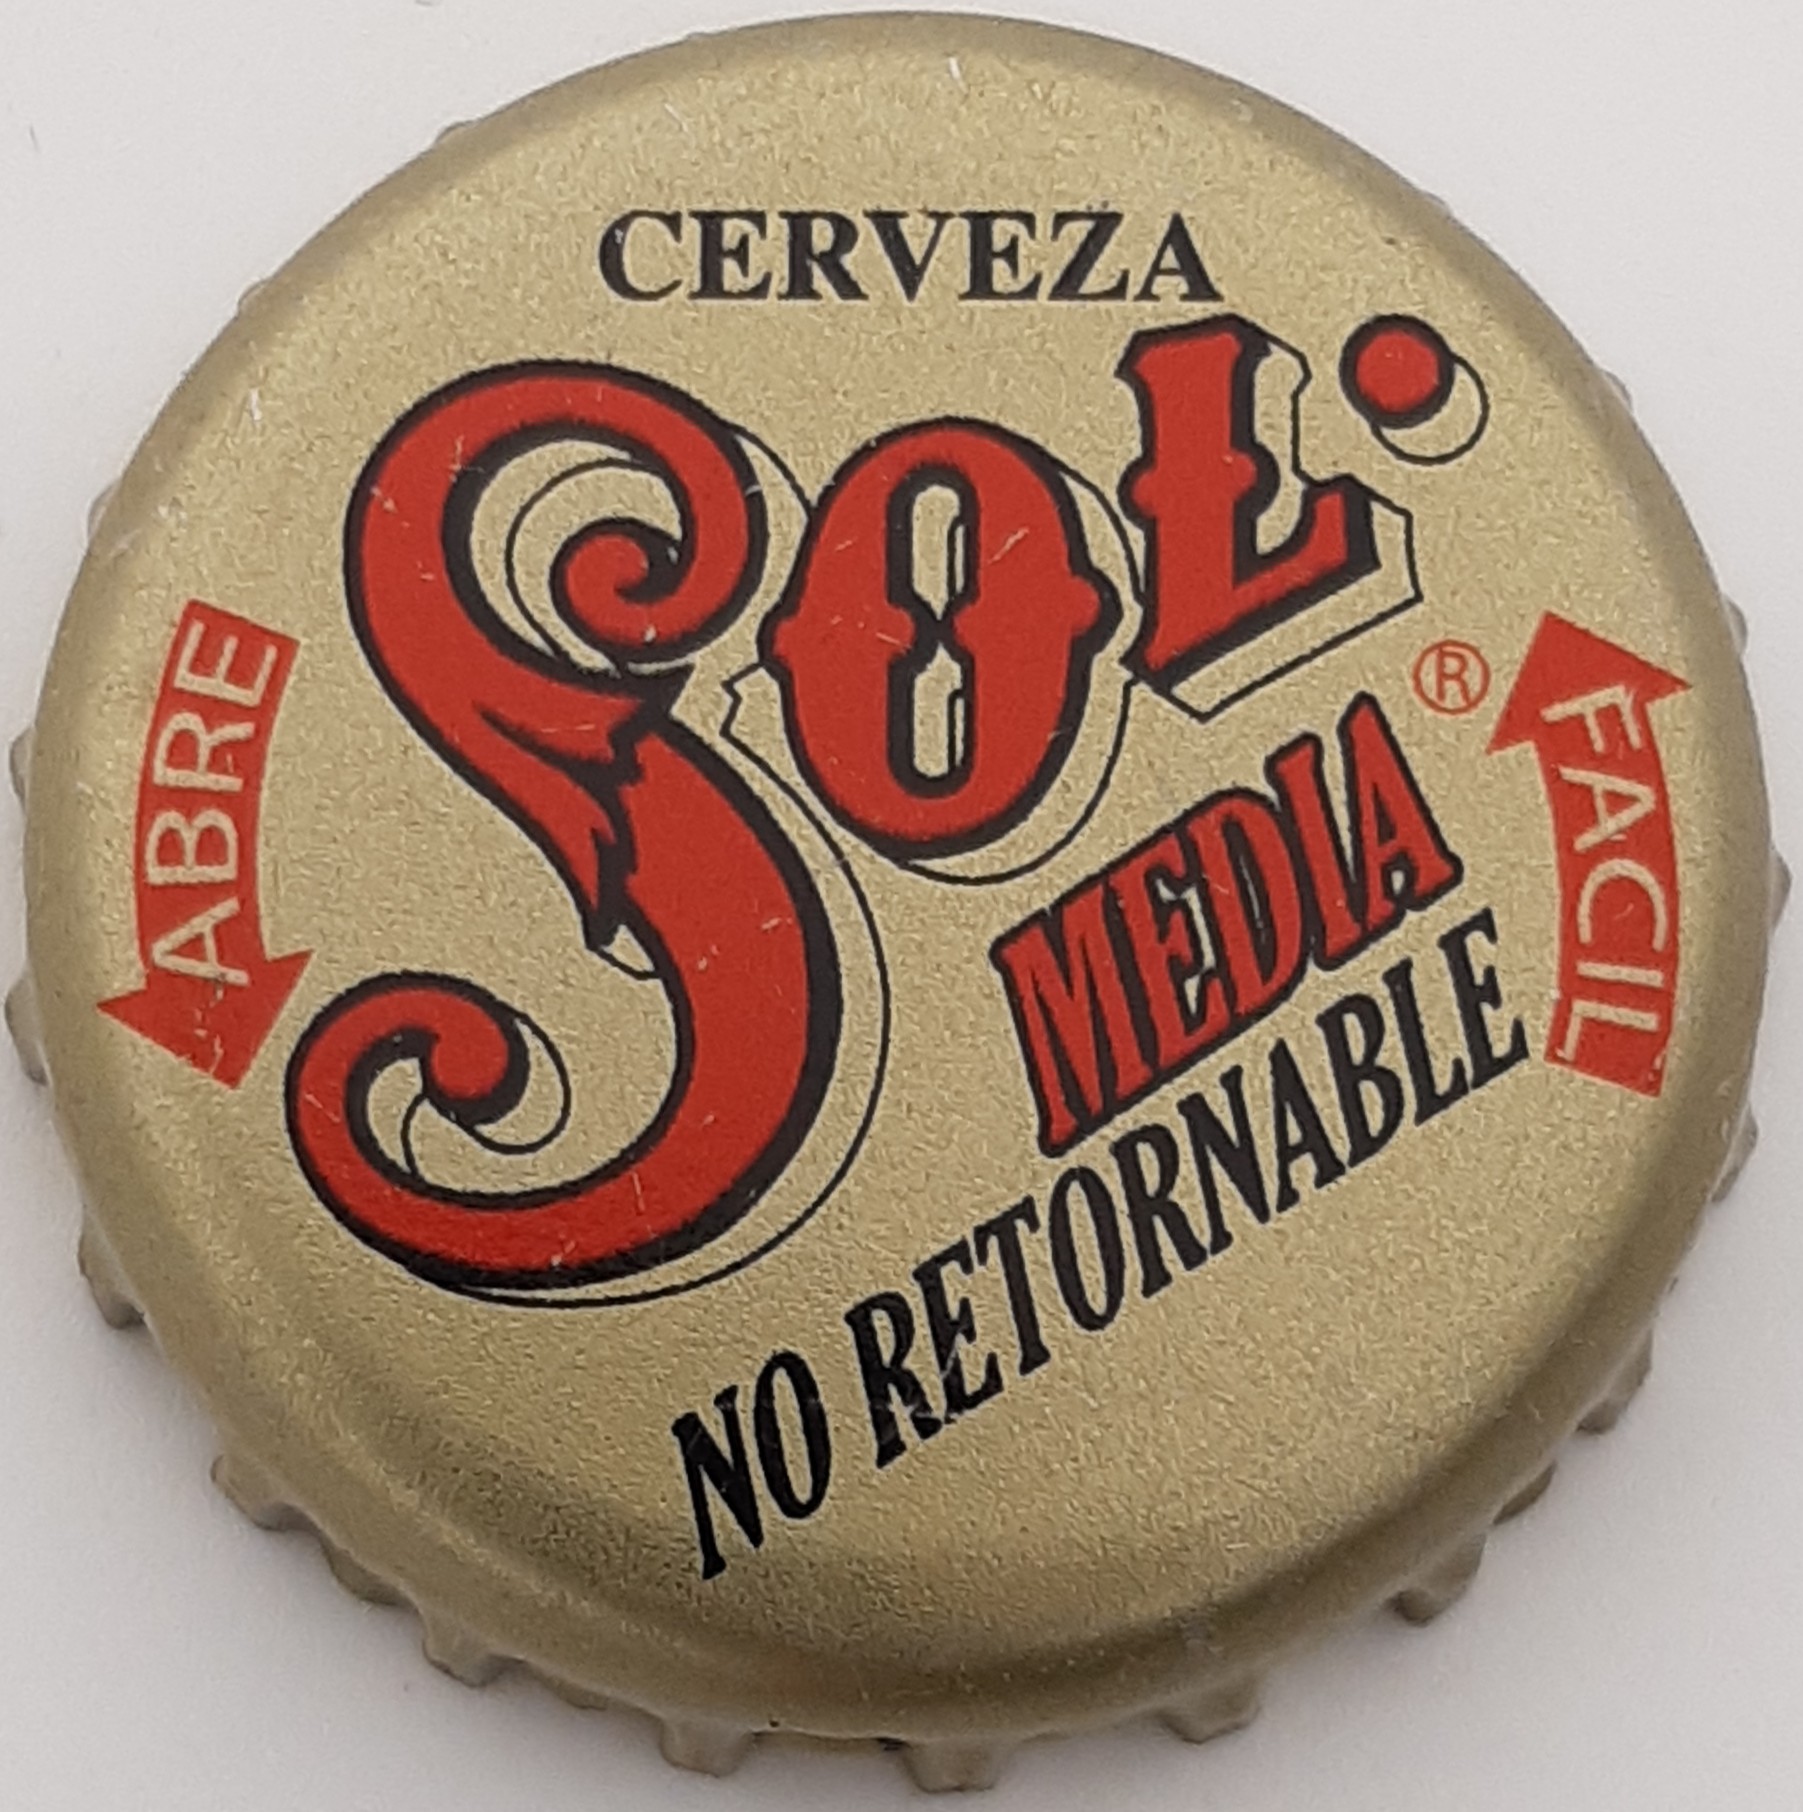 CERVEZA
SOL
®
ABRE
FACIL
MEDIA
NO RETORNABLE